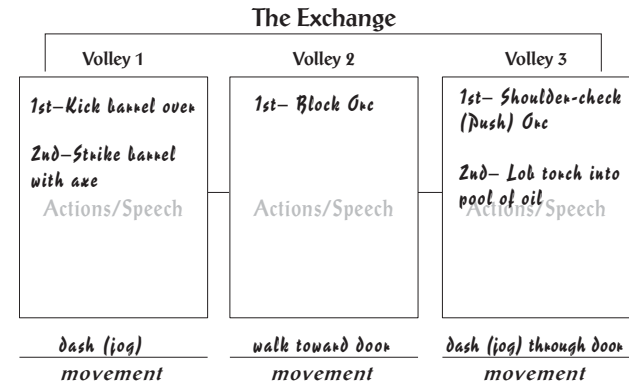 The Exchange
Volley 1
1st–Kick barrel over
2nd–Strike barrel
with axe
Actions/Speech
dash (jog)
movement
Volley 2
1st– Block Orc
Actions/Speech
walk toward door
movement
Volley 3
1st– Shoulder-check
(Push) Orc
2nd– Lob torch into
pool of oil
Actions/Speech
dash (jog) through door
movement